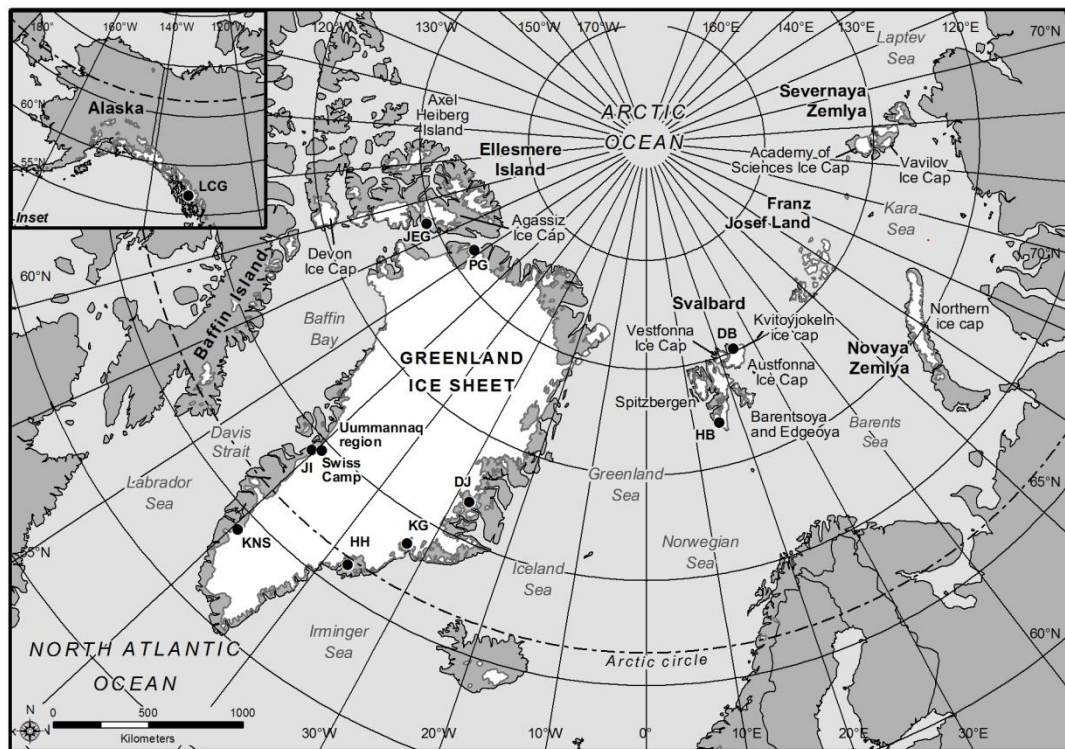 180° 160°W 140°W 120°W
120°W
130°W
140°W
150°W
160°W
170°W
180°
170°E
160°E
150°E
140°E
130°E
120°E
70°N
Laptev
Sea
60°N
55°N
Alaska
LCG
Inset
Axel
Heiberg
Island
ARCTIC
OCEAN
Severnaya
Zemlya
Ellesmere
Island
Academy of
Sciences Ice Cap
Vavilov
Ice Cap
Franz
Josef Land
Kara
Sea
JEG
Agassiz
Ice Cap
Devon
Ice Cap
PG
60°N
70°N
Baffin Island
Baffin
Bay
Svalbard
Vestfonna
Ice Cap
DB
Kvitoyjokeln
ice cap
Northern
ice cap
GREENLAND
ICE SHEET
Austfonna
Ice Cap
Novaya
Zemlya
Spitzbergen
HB
Barentsoya
and Edgeoya
Barents
Sea
Davis
Strait
Uummannaq
region
JI
Swiss
Camp
Labrador
Sea
Greenland
Sea
65°N
DJ
KNS
HH
KG
55°N
Iceland
Sea
Norwegian
Sea
Irminger
Sea
60°N
NORTH ATLANTIC
OCEAN
Arctic circle
N
0 500 1000
Kilometers
30°W
20°W
10°W
0°
10°E
20°E
30°E